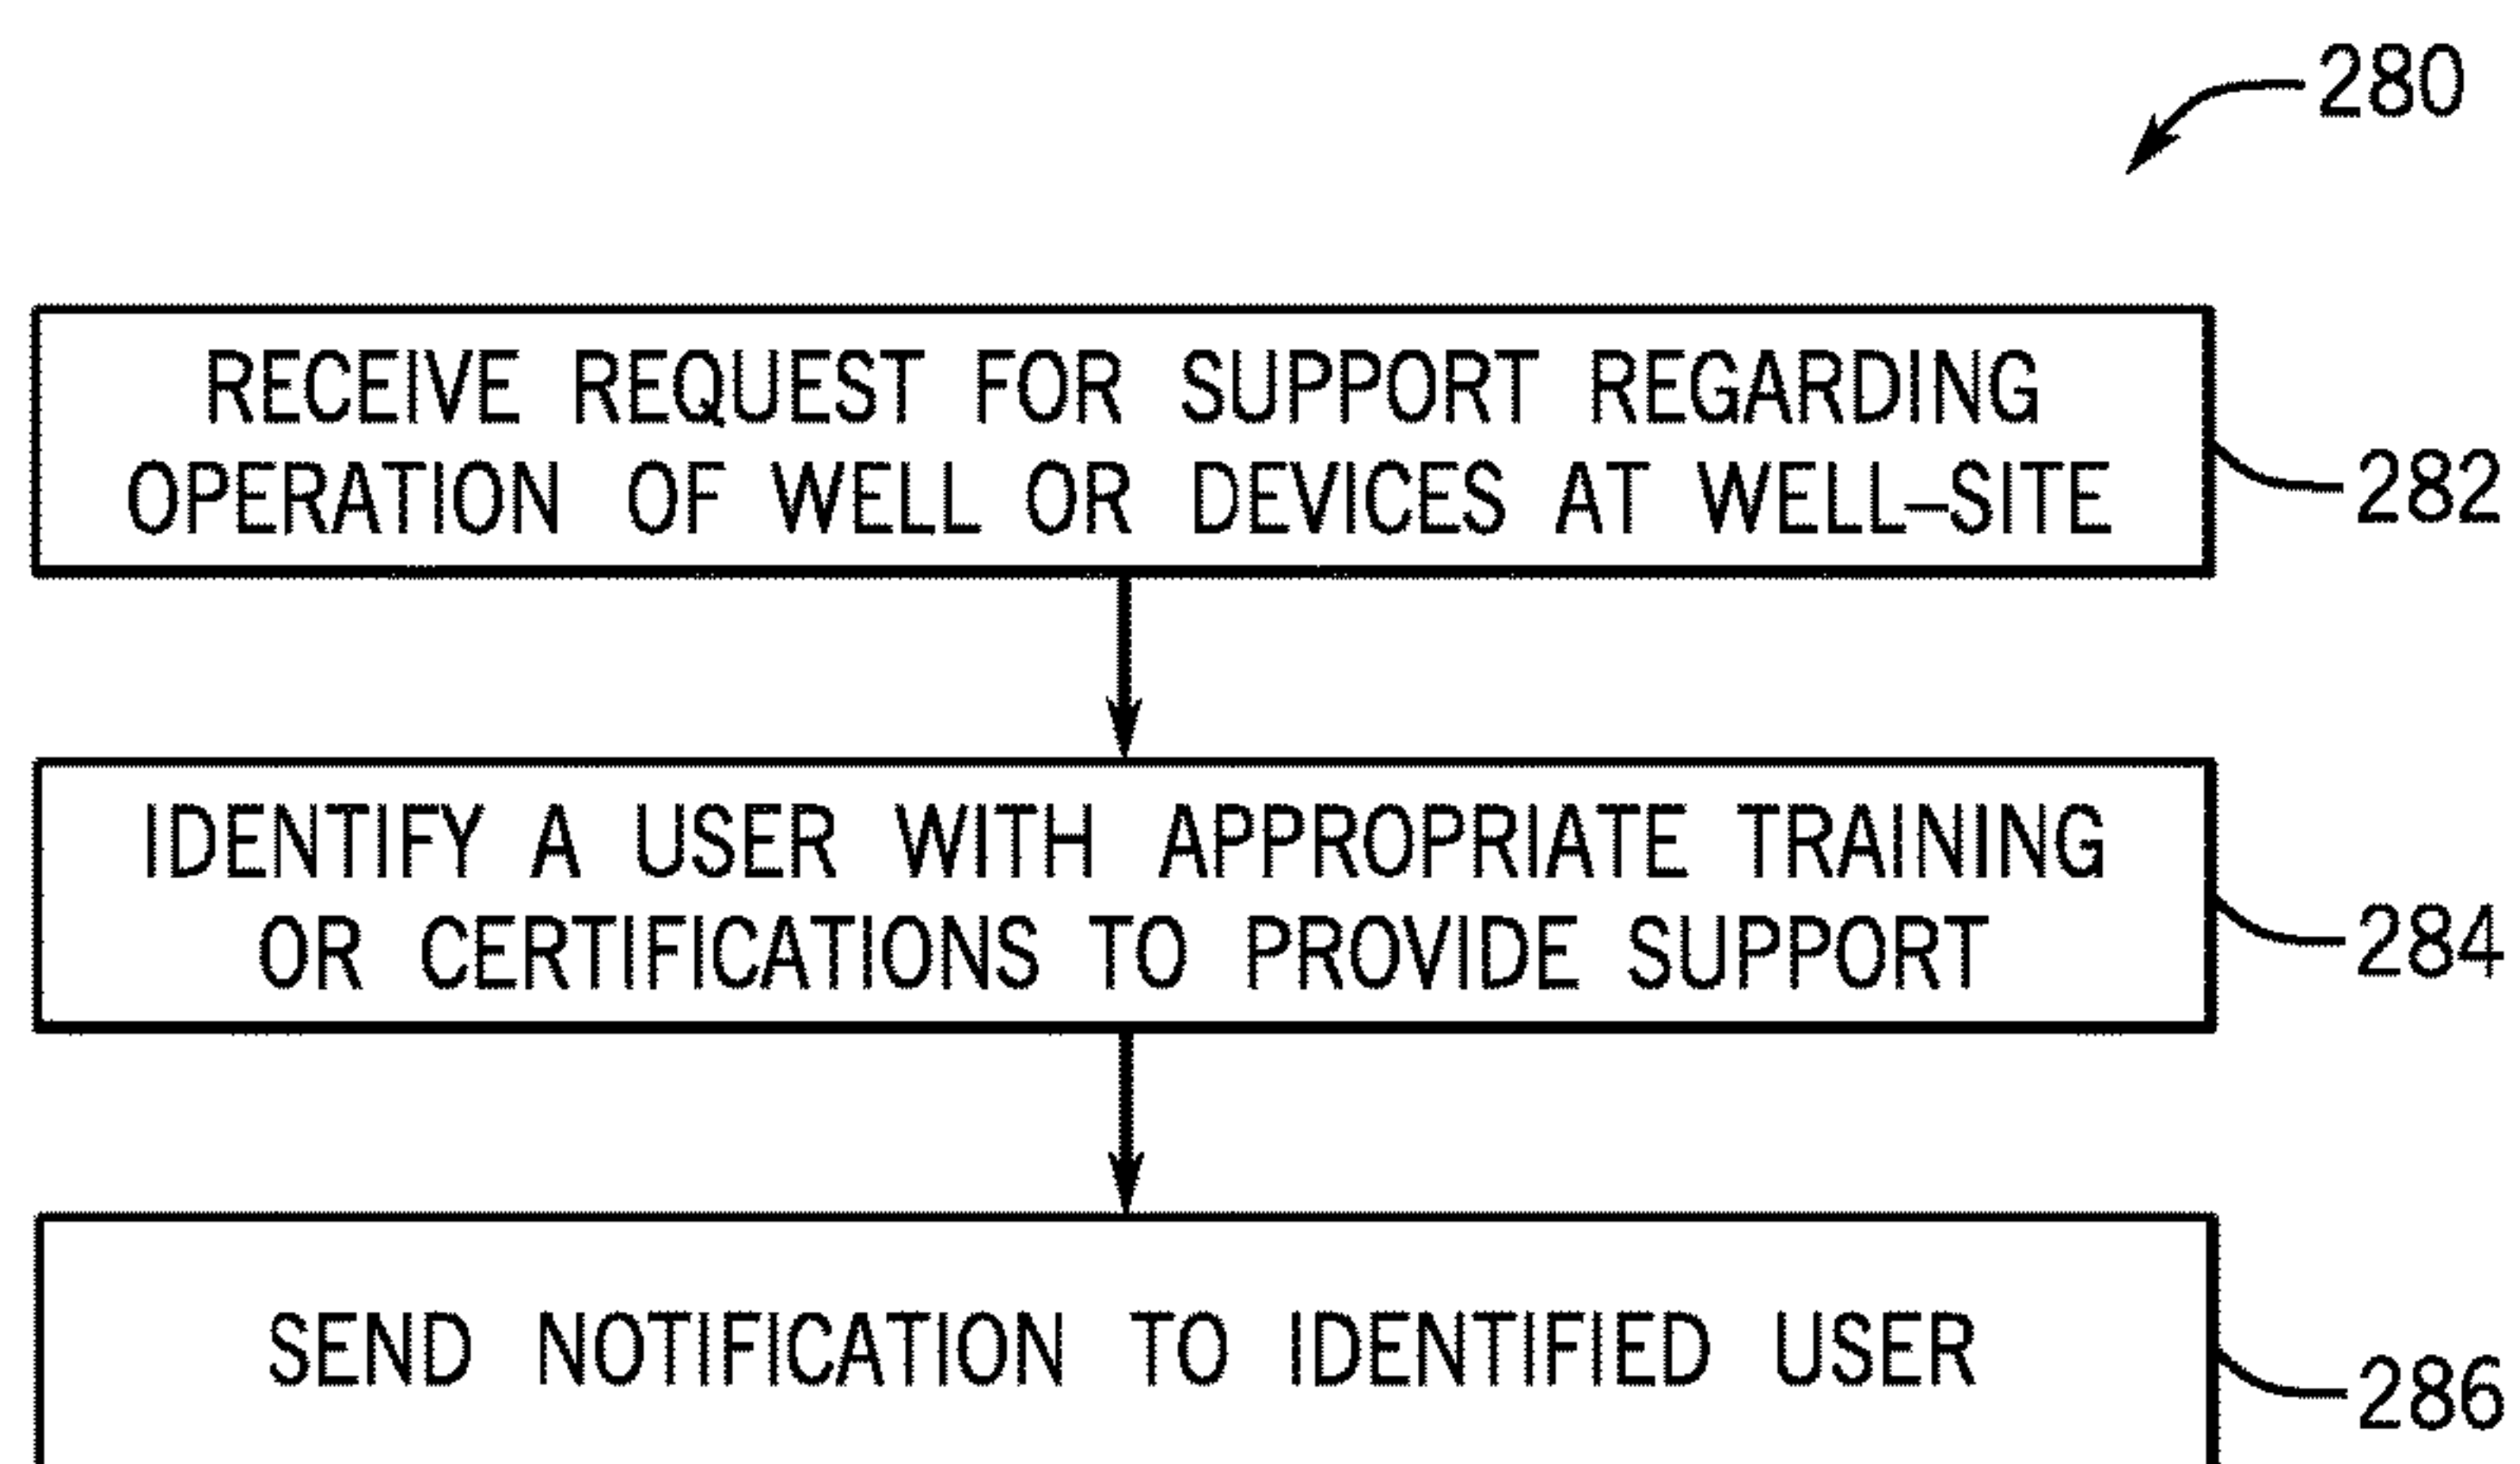 280
RECEIVE REQUEST FOR SUPPORT REGARDING
OPERATION OF WELL OR DEVICES AT WELL–SITE
282
IDENTIFY A USER WITH APPROPRIATE TRAINING
OR CERTIFICATIONS TO PROVIDE SUPPORT
284
SEND NOTIFICATION TO IDENTIFIED USER
286